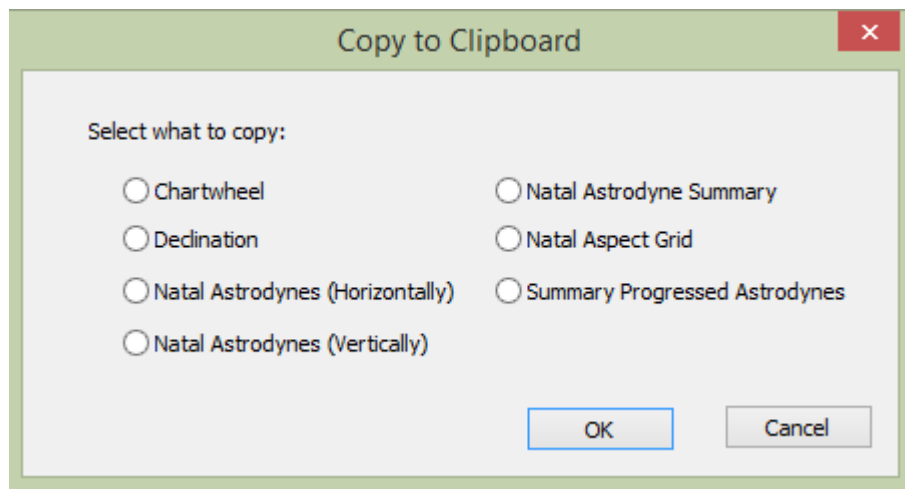 Copy to Clipboard
Select what to copy:
Chartwheel
Declination
Natal Astrodynes (Horizontally)
Natal Astrodynes (Vertically)
Natal Astrodyne Summary
Natal Aspect Grid
Summary Progressed Astrodynes
OK
Cancel